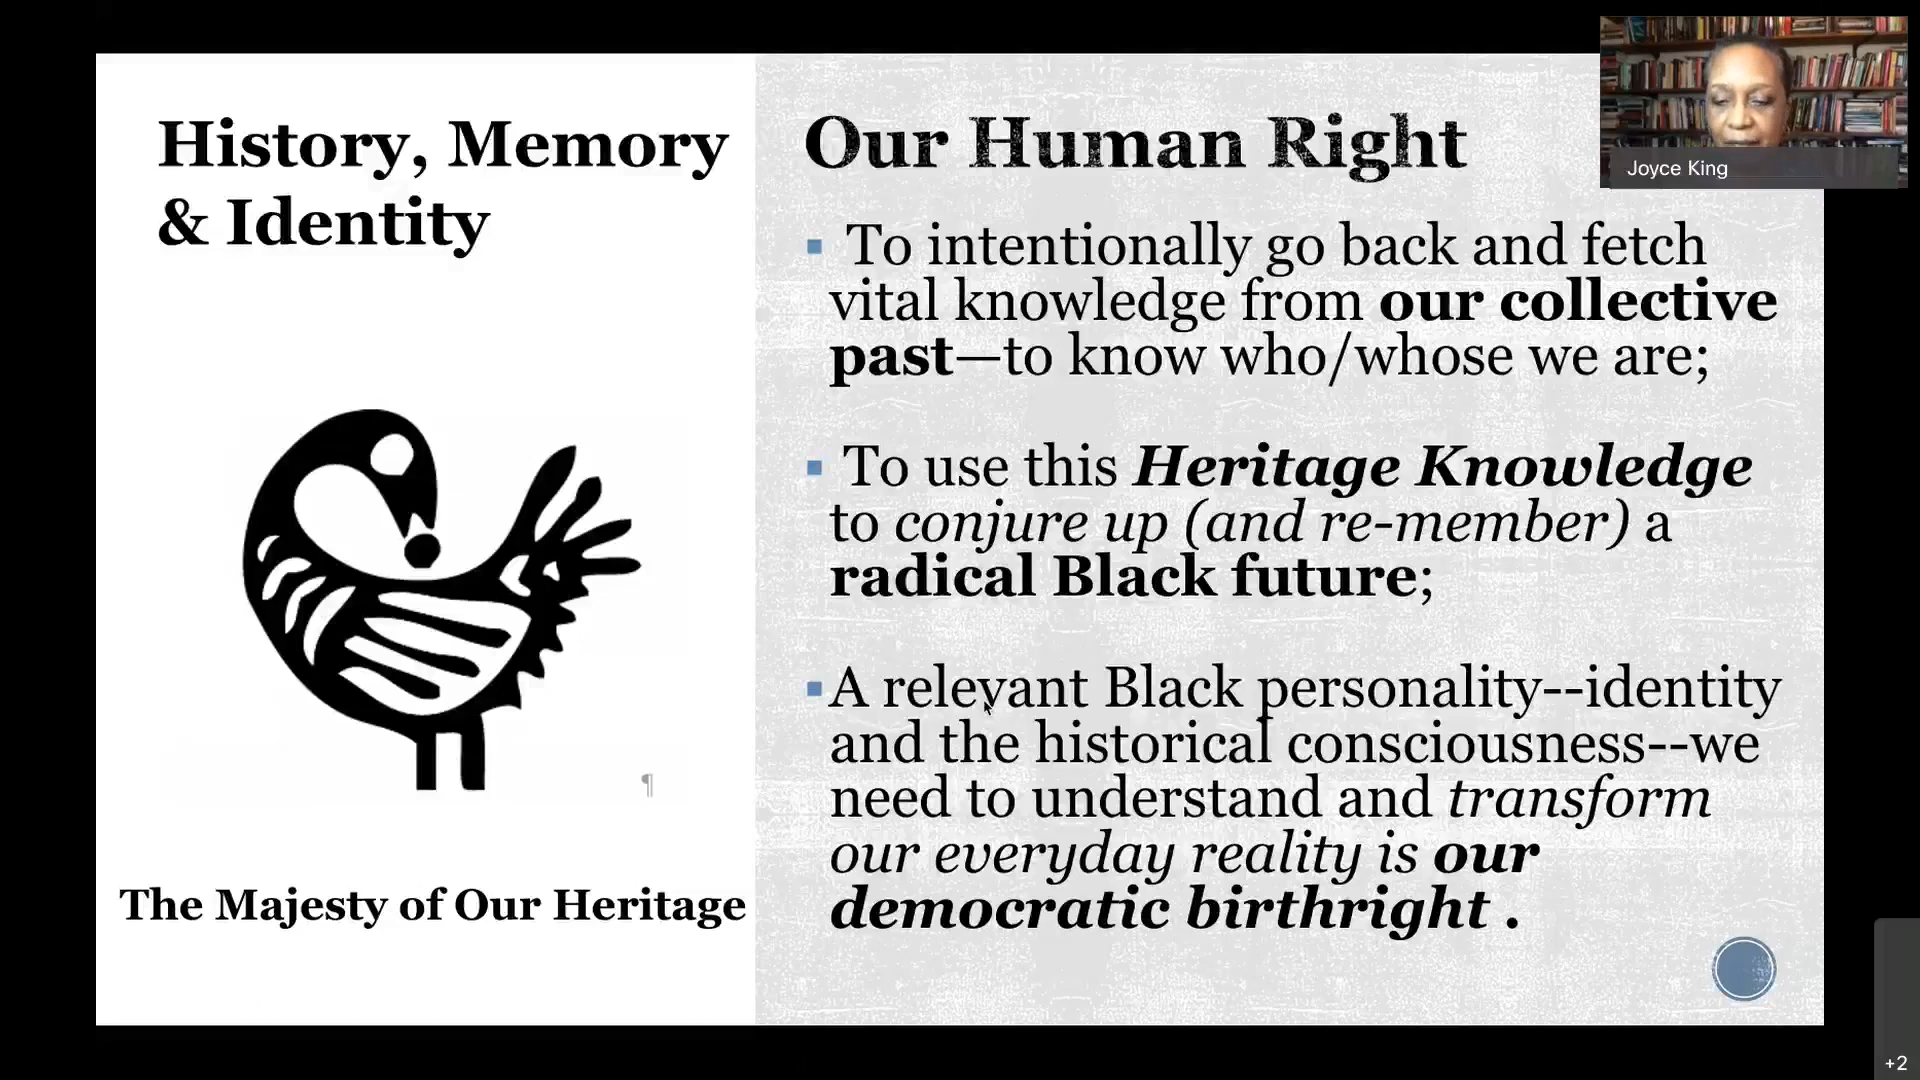 History, Memory
& Identity
¶
The Majesty of Our Heritage
Our Human Right
▪ To intentionally go back and fetch
vital knowledge from our collective
past—to know who/whose we are;
▪ To use this Heritage Knowledge
to conjure up (and re-member) a
radical Black future;
▪A relevant Black personality--identity
and the historical consciousness--we
need to understand and transform
our everyday reality is our
democratic birthright .
Joyce King
+2